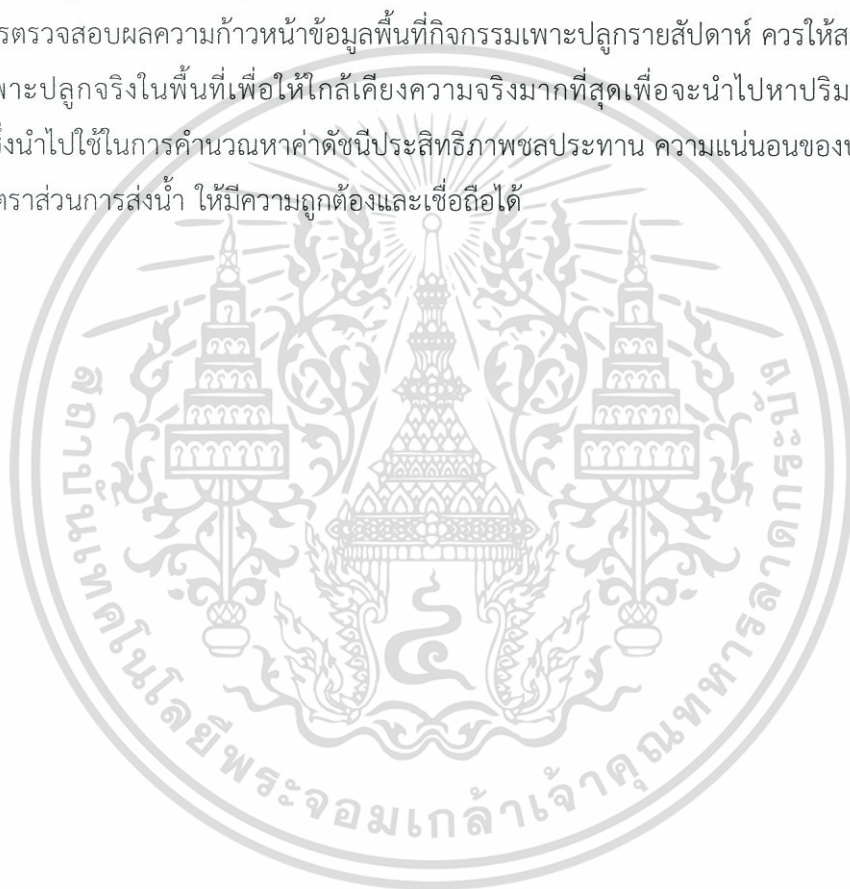 รตรวจสอบผลความก้าวหน้าข้อมูลพื้นที่กิจกรรมเพาะปลูกรายสัปดาห์ ควรให้ส
พาะปลูกจริงในพื้นที่เพื่อให้ใกล้เคียงความจริงมากที่สุดเพื่อจะนำไปหาปริม
ซึ่งนำไปใช้ในการคำนวณหาค่าดัชนีประสิทธิภาพชลประทาน ความแน่นอนของ
ตราส่วนการส่งน้ำ ให้มีความถูกต้องและเชื่อถือได้
สถาบันเทคโนโลยีพระจอมเกล้าเจ้าคุณทหารลาดกระบัง